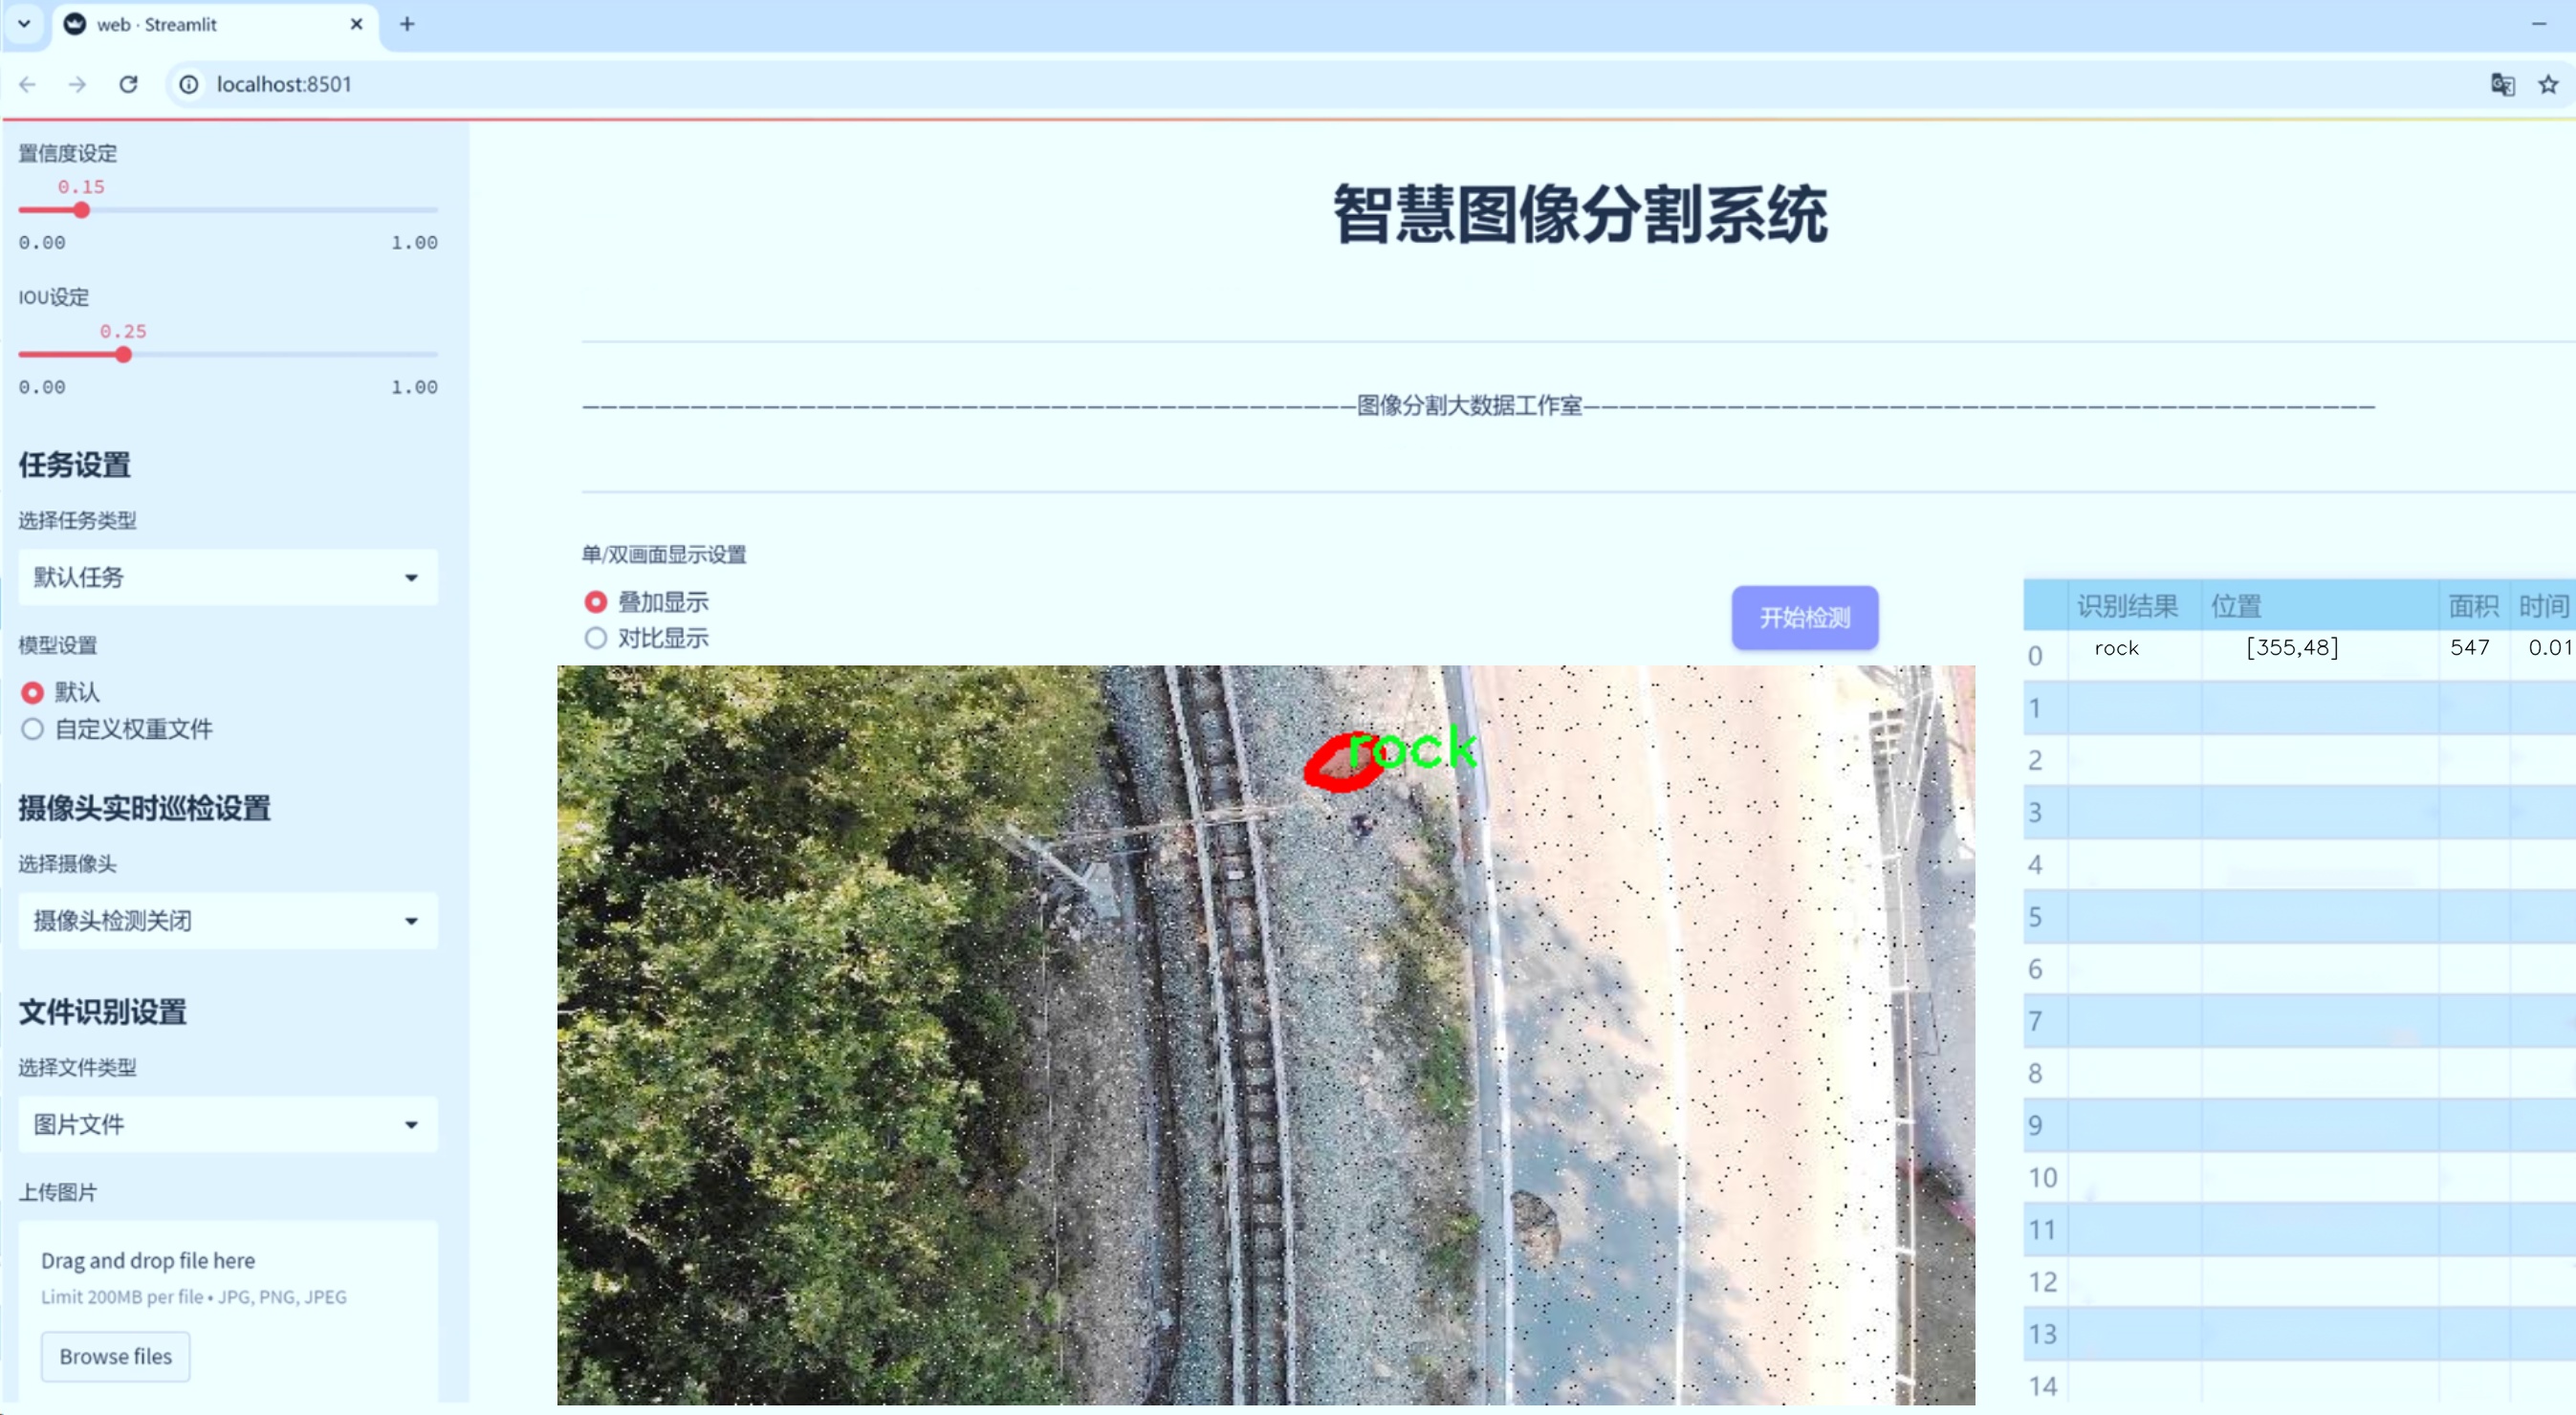 web · Streamlit
localhost:8501
置信度设定
0.15
0.00 1.00
IOU设定
0.25
0.00 1.00
任务设置
选择任务类型
默认任务
模型设置
默认
自定义权重文件
摄像头实时巡检设置
选择摄像头
摄像头检测关闭
文件识别设置
选择文件类型
图片文件
上传图片
Drag and drop file here
Limit 200MB per file • JPG, PNG, JPEG
Browse files
智慧图像分割系统
图像分割大数据工作室
单/双画面显示设置
叠加显示
对比显示
开始检测
rock
识别结果 位置 面积 时间
0 rock [355,48] 547 0.01
1
2
3
4
5
6
7
8
9
10
11
12
13
14